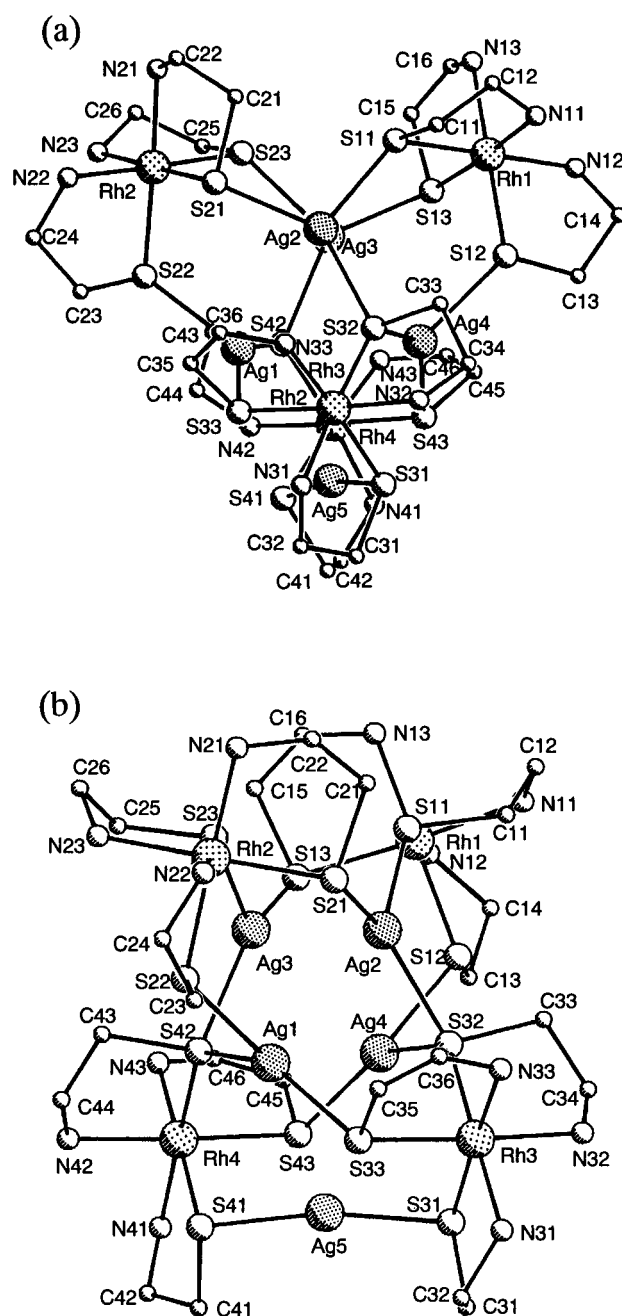 (a)
C22
N21
C16
N13
C12
C26
C21
C15
N11
C25
S11
C11
N23
S23
N12
N22
Rh2
S21
S13
Rh1
Ag2
Ag3
C14
C24
S22
S12
C33
C23
C36
S42
S32
Ag4
C13
C43
N33
C34
C35
Ag1
Rh3
N43
C46
C44
Rh2
N32
C45
S33
N42
Rh4
S43
N31
S31
S41
Ag5
N41
C32
C31
C41
C42
(b)
C16
N13
N21
C12
C26
C22
C15
C21
S11
N11
C25
S23
C11
N23
Rh2
S13
Rh1
N22
N12
S21
C14
C24
Ag3
Ag2
S12
S22
C13
C23
C43
Ag1
Ag4
S32
C33
S42
N43
C46
C36
N33
C45
C35
C34
C44
N42
Rh4
S43
S33
Rh3
N32
S41
S31
N41
N31
Ag5
C42
C32
C41
C31